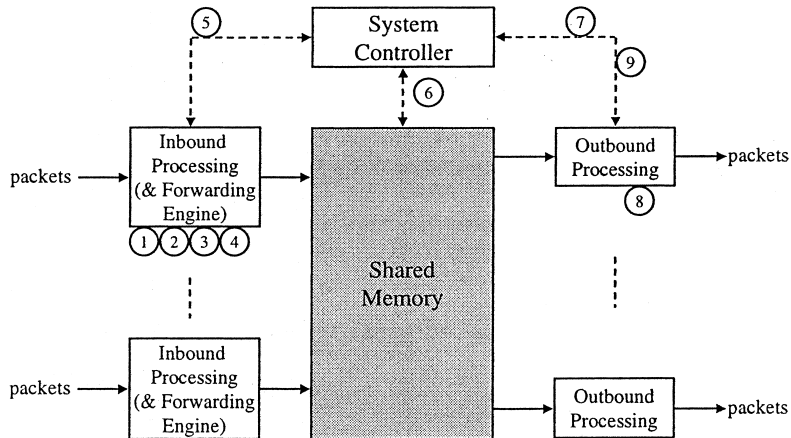 5
System
Controller
7
9
6
packets
Inbound
Processing
(& Forwarding
Engine)
1 2 3 4
Outbound
Processing
packets
8
Shared
Memory
packets
Inbound
Processing
(& Forwarding
Engine)
Outbound
Processing
packets